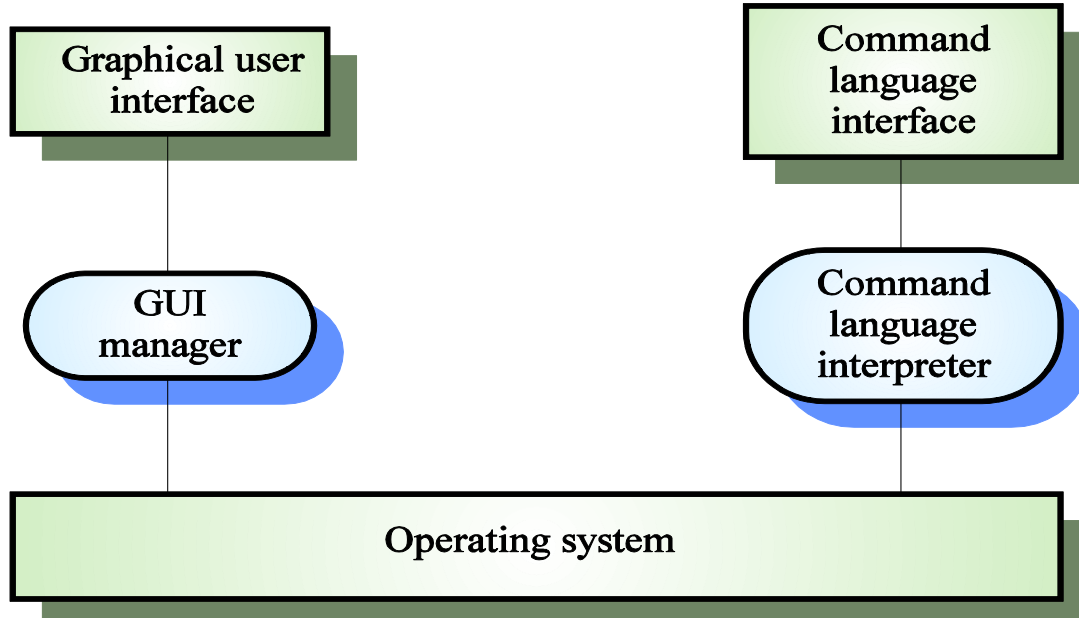 Graphical user
interface
Command
language
interface
GUI
manager
Command
language
interpreter
Operating system